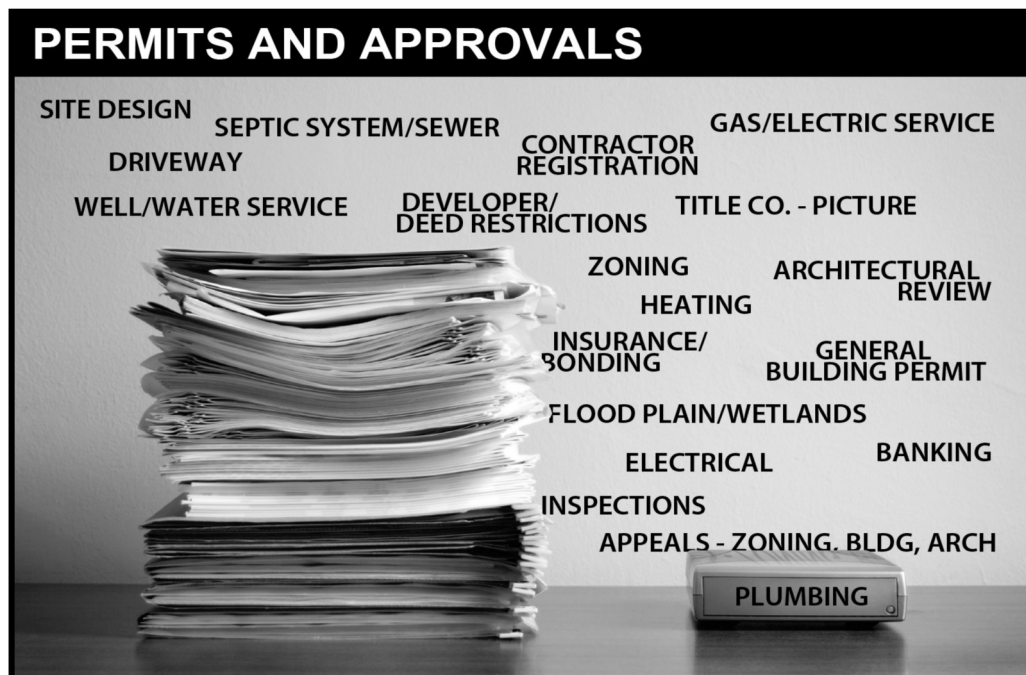 PERMITS AND APPROVALS
SITE DESIGN
SEPTIC SYSTEM/SEWER
GAS/ELECTRIC SERVICE
CONTRACTOR
REGISTRATION
DRIVEWAY
WELL/WATER SERVICE
DEVELOPER/
DEED RESTRICTIONS
TITLE CO. - PICTURE
ZONING
ARCHITECTURAL
REVIEW
HEATING
INSURANCE/
BONDING
GENERAL
BUILDING PERMIT
FLOOD PLAIN/WETLANDS
BANKING
ELECTRICAL
INSPECTIONS
APPEALS - ZONING, BLDG, ARCH
PLUMBING